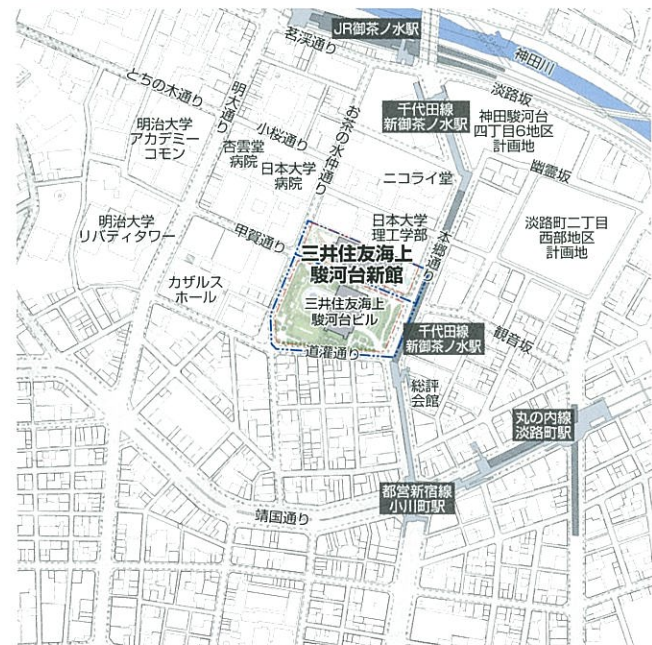 JR御茶ノ水駅
茗渓通り
神田川
とちの木通り
明大通り
お茶の水仲通り
淡路坂
千代田線
新御茶ノ水駅
神田駿河台
四丁目6地区
計画地
明治大学
アカデミー
コモン
小桜通り
杏雲堂
病院
日本大学
病院
ニコライ堂
幽霊坂
明治大学
リバティタワー
甲賀通り
日本大学
理工学部
本郷通り
淡路町二丁目
西部地区
計画地
三井住友海上
駿河台新館
カザルス
ホール
三井住友海上
駿河台ビル
千代田線
新御茶ノ水駅
観音坂
道灌通り
総評
会館
丸の内線
淡路町駅
都営新宿線
小川町駅
靖国通り